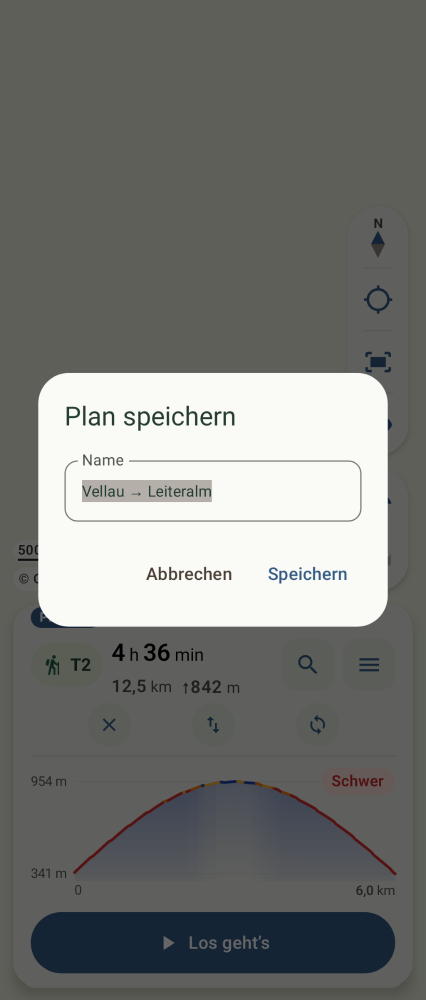 N
Plan speichern
Name
Vellau → Leiteralm
Abbrechen
Speichern
500
©
T2
4 h 36 min
12,5 km ↑842 m
954 m
Schwer
341 m
0
6,0 km
Los geht's